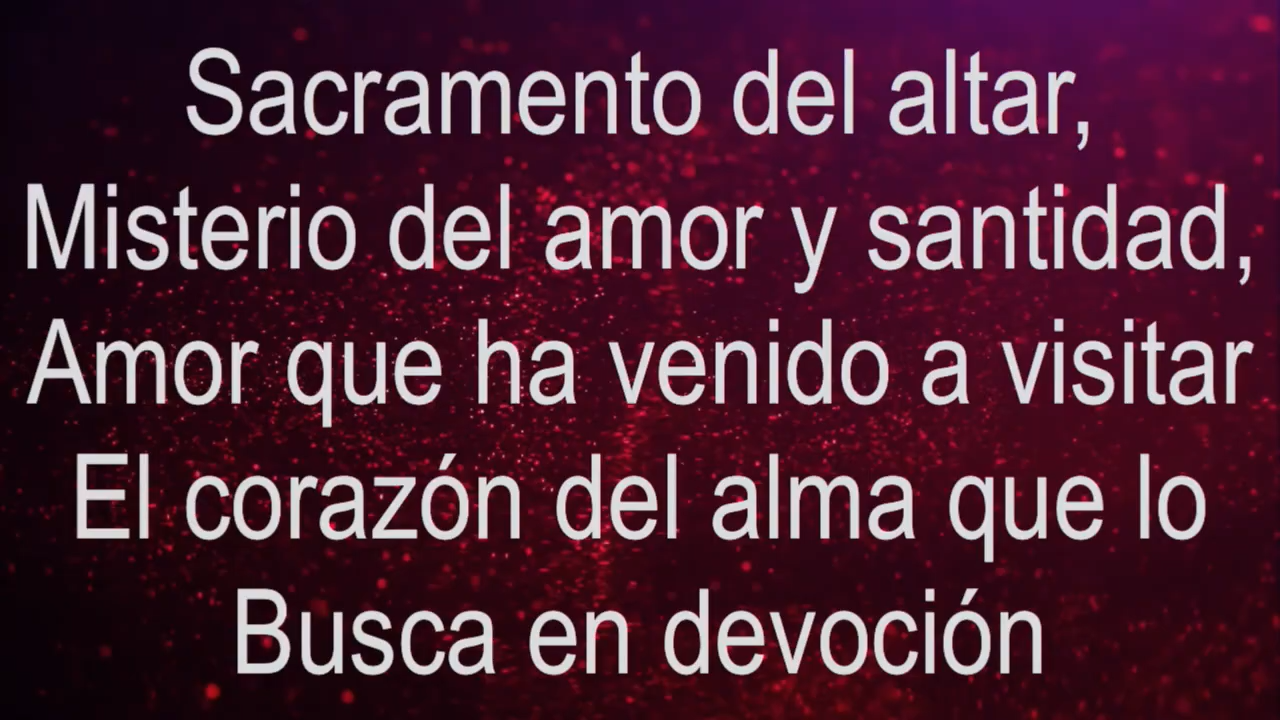 Sacramento del altar,
Misterio del amor y santidad,
Amor que ha venido a visitar
El corazón del alma que lo
Busca en devoción